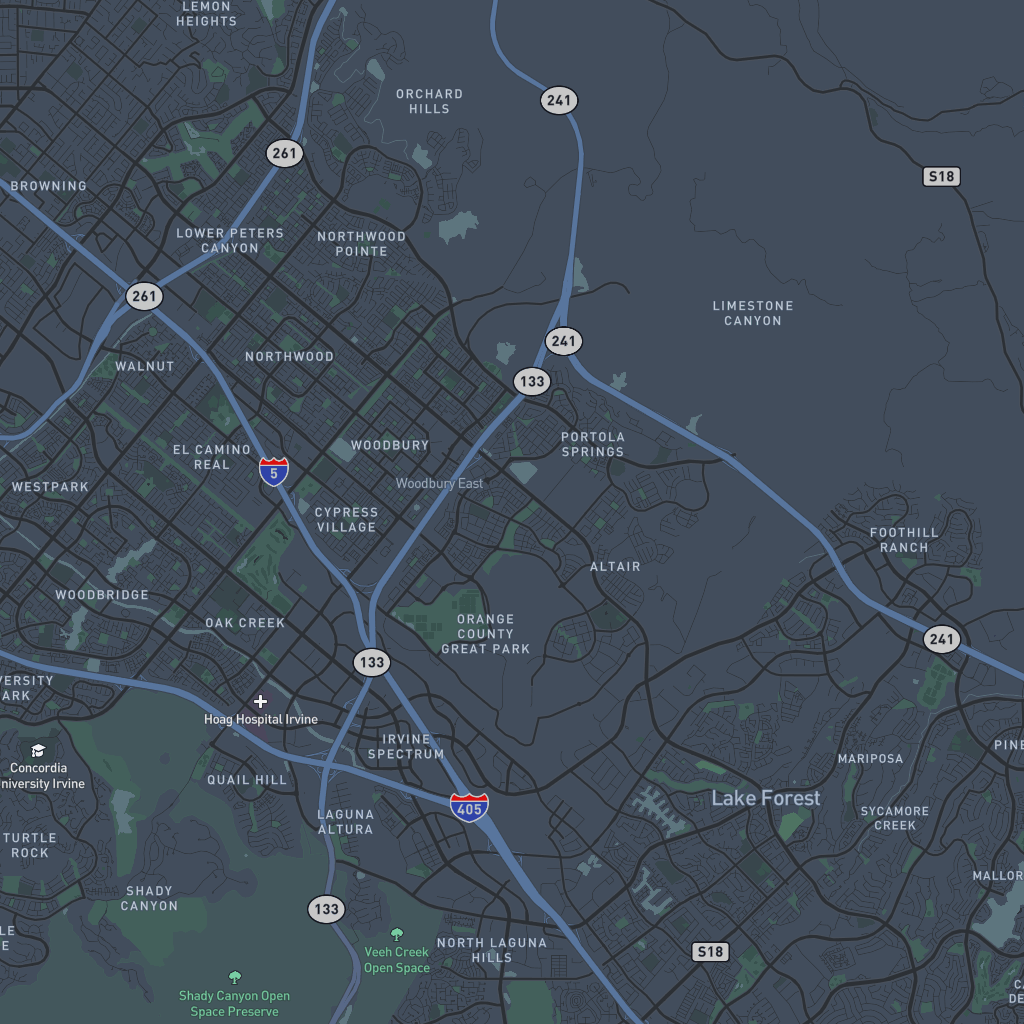 LEMON
HEIGHTS
ORCHARD
HILLS
241
261
S18
BROWNING
LOWER PETERS
CANYON
NORTHWOOD
POINTE
261
LIMESTONE
CANYON
241
NORTHWOOD
WALNUT
133
PORTOLA
SPRINGS
WOODBURY
EL CAMINO
REAL
5
Woodbury East
WESTPARK
CYPRESS
VILLAGE
FOOTHILL
RANCH
ALTAIR
WOODBRIDGE
OAK CREEK
ORANGE
COUNTY
GREAT PARK
241
133
VERSITY
ARK
Hoag Hospital Irvine
IRVINE
SPECTRUM
PINE
MARIPOSA
Concordia
niversity Irvine
QUAIL HILL
Lake Forest
405
LAGUNA
ALTURA
SYCAMORE
CREEK
TURTLE
ROCK
MALLOR
SHADY
CANYON
133
LE
E
NORTH LAGUNA
HILLS
S18
Veeh Creek
Open Space
Shady Canyon Open
Space Preserve
CA
DE